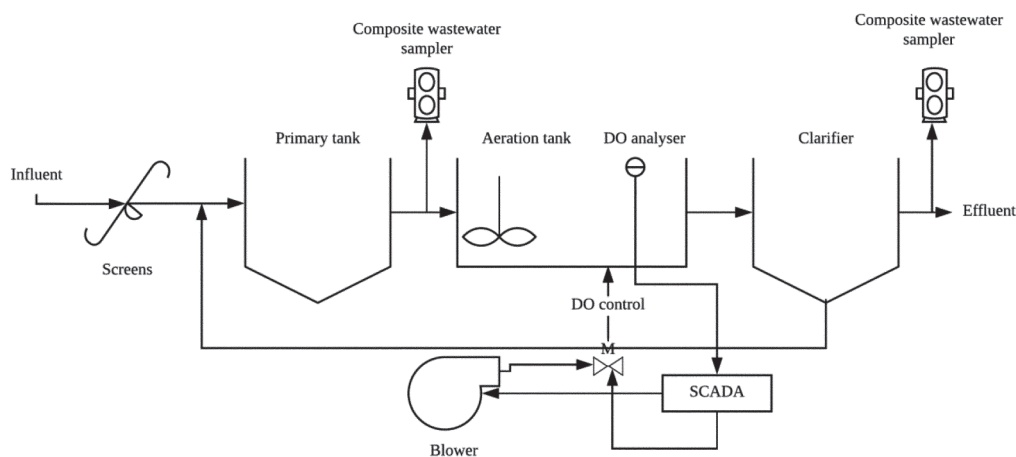 Composite wastewater
sampler
Composite wastewater
sampler
Primary tank
Aeration tank
DO analyser
Clarifier
Influent
Effluent
Screens
DO control
M
SCADA
Blower